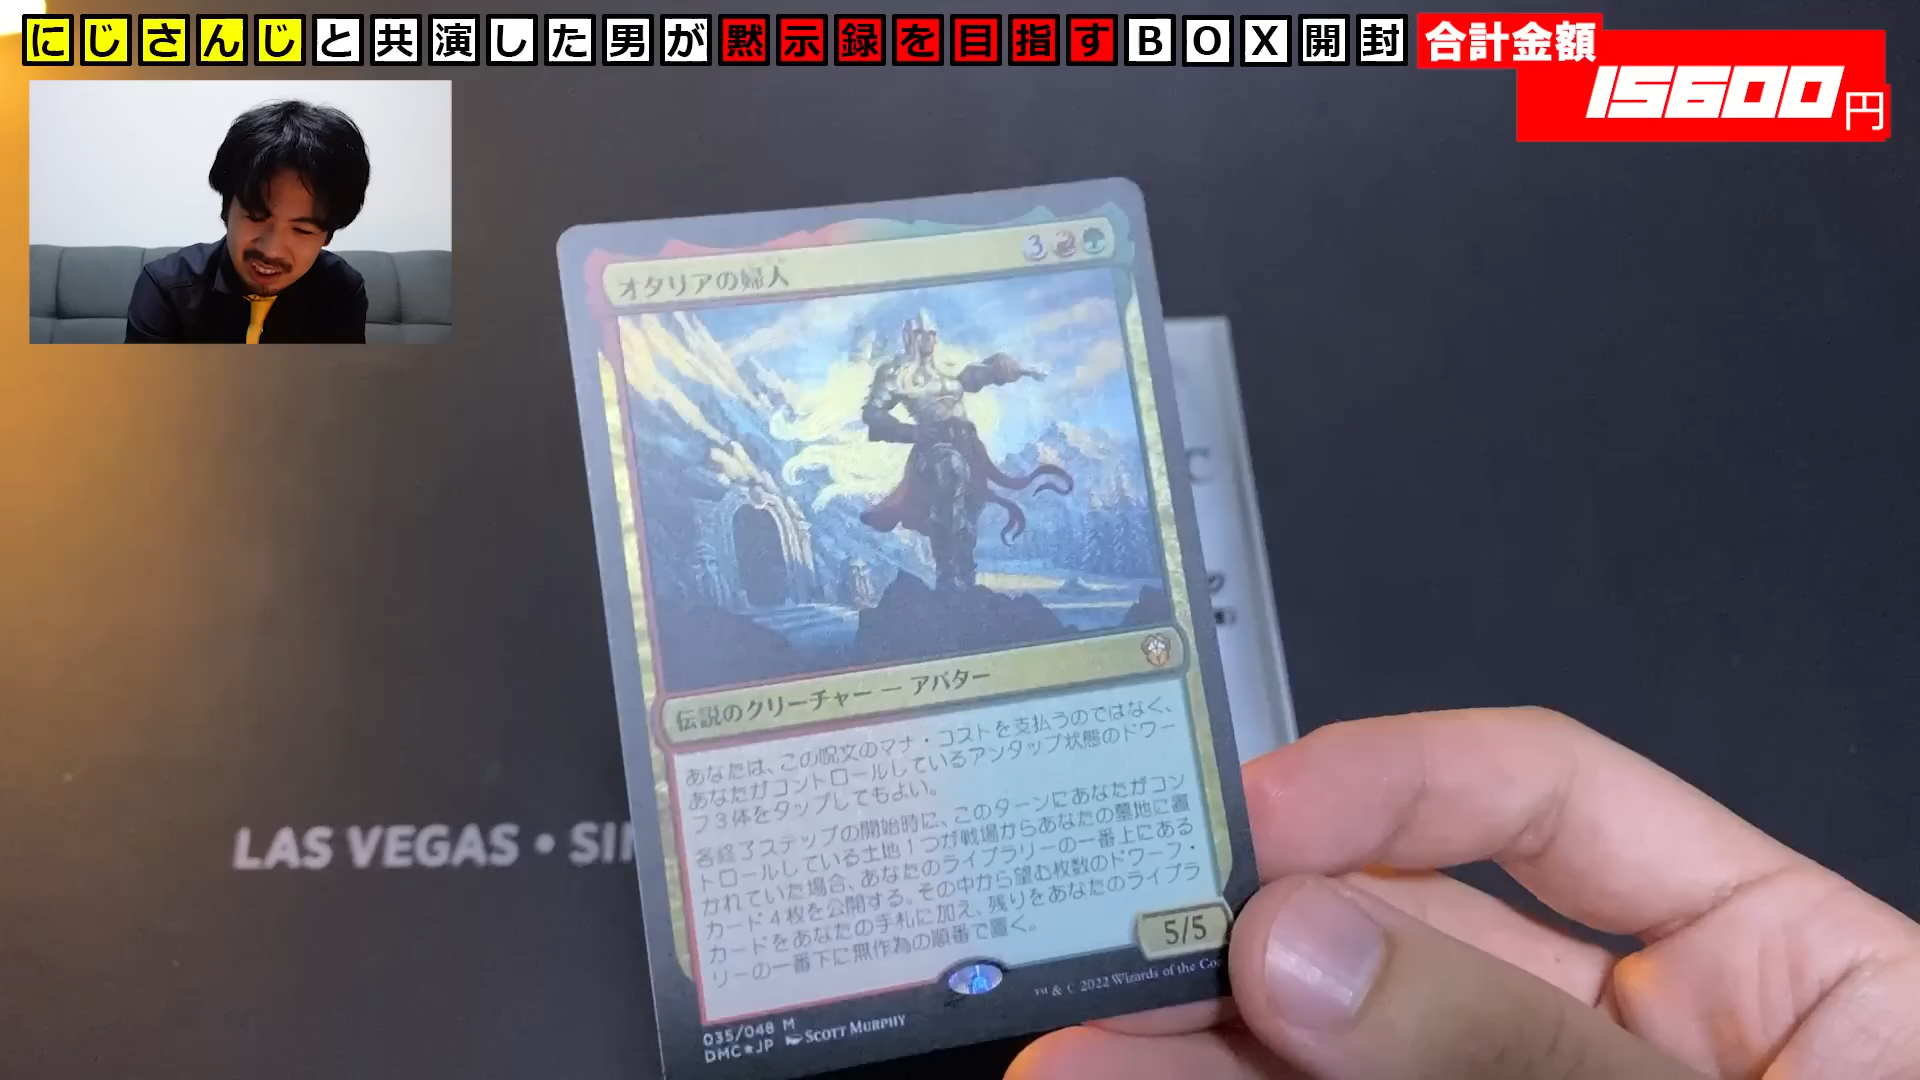 にじさんじと共演した男が黙示録を目指すBOX開封
合計金額
15600円
オタリアの婦人
3
伝説のクリーチャー — アバター
あなたは、この呪文のマナ・コストを支払うのではなく、
あなたがコントロールしているアンタップ状態のドワー
フ3体をタップしてもよい。
各終了ステップの開始時に、このターンにあなたがコン
トロールしている土地1つが戦場からあなたの墓地に置
かれていた場合、あなたのライブラリーの一番上にある
カード4枚を公開する。その中から望む枚数のドワーフ・
カードをあなたの手札に加え、残りをあなたのライブラ
リーの一番下に無作為の順番で置く。
5/5
™ & © 2022 Wizards of the Co
035/048 M
DMC★JP SCOTT MURPHY
LAS VEGAS • SI